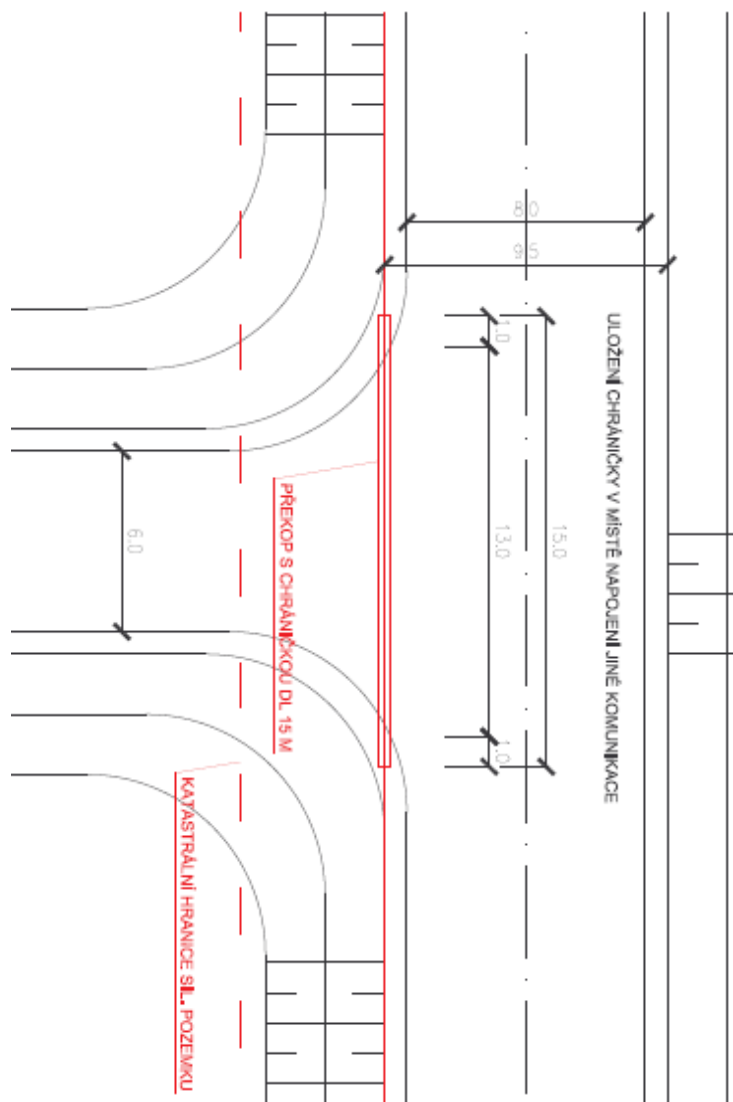 8.0
9.5
ULOŽENÍ CHRÁNIČKY V MÍSTĚ NAPOJENÍ JINÉ KOMUNIKACE
1.0
13.0
15.0
1.0
PŘEKOP S CHRÁNIČKOU DL 15 M
6.0
KATASTRÁLNÍ HRANICE SIL. POZEMKU